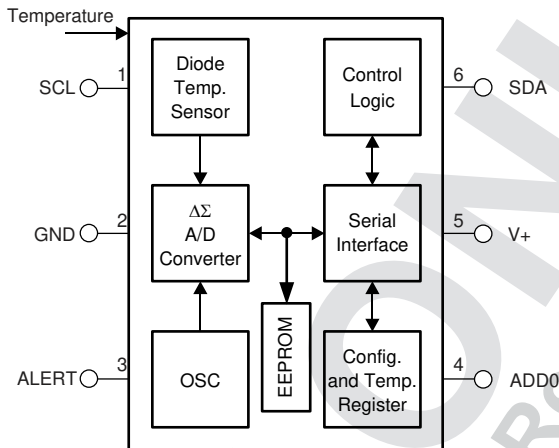 Temperature
SCL
1
Diode
Temp.
Sensor
Control
Logic
6
SDA
GND
2
ΔΣ
A/D
Converter
Serial
Interface
5
V+
ALERT
3
OSC
EEPROM
Config.
and Temp.
Register
4
ADD0